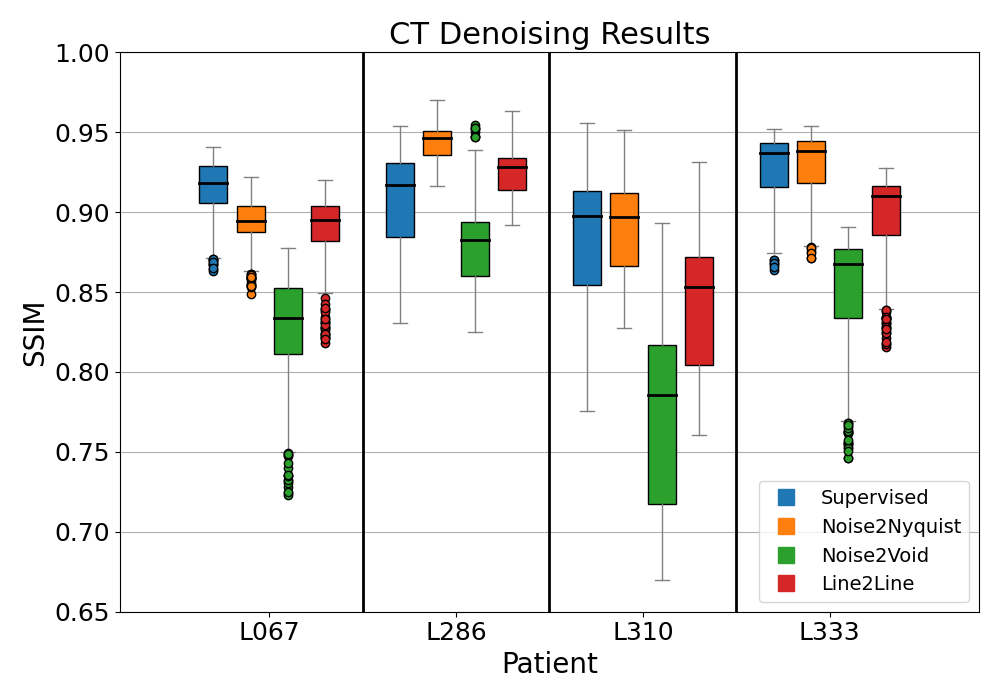 CT Denoising Results
1.00
0.95
0.90
0.85
0.80
0.75
0.70
0.65
SSIM
L067
L286
L310
L333
Patient
Supervised
Noise2Nyquist
Noise2Void
Line2Line